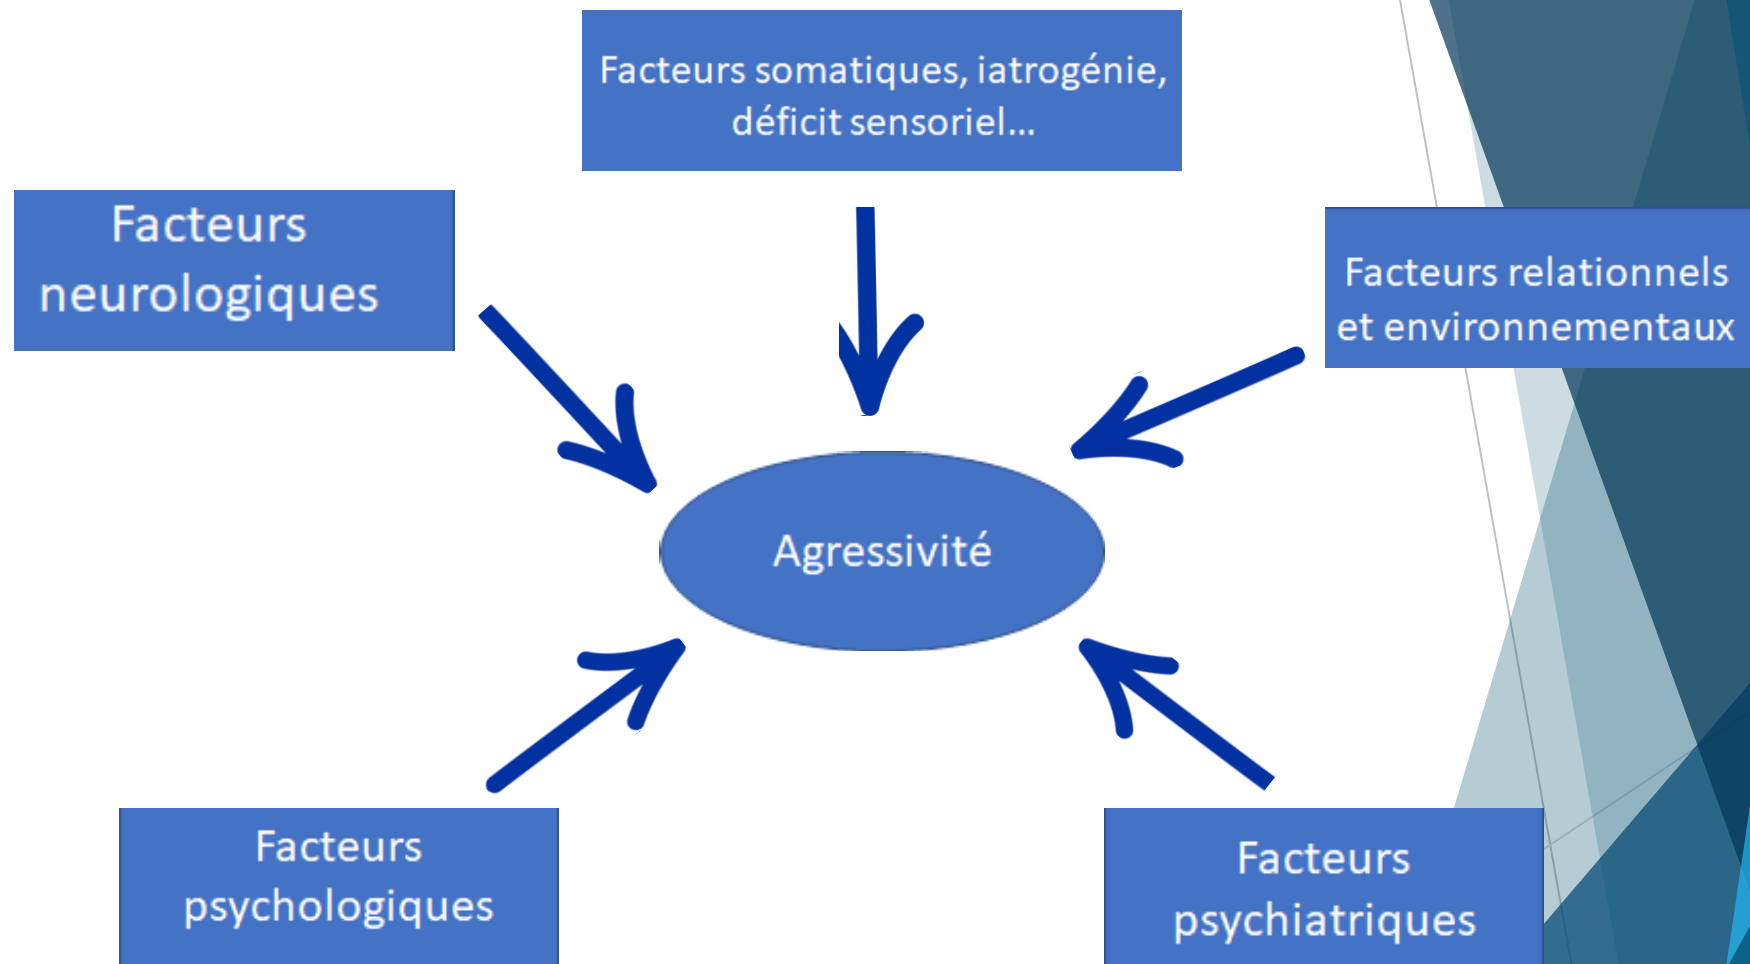 Facteurs somatiques, iatrogénie,
déficit sensoriel...
Facteurs
neurologiques
Facteurs relationnels
et environnementaux
Agressivité
Facteurs
psychologiques
Facteurs
psychiatriques